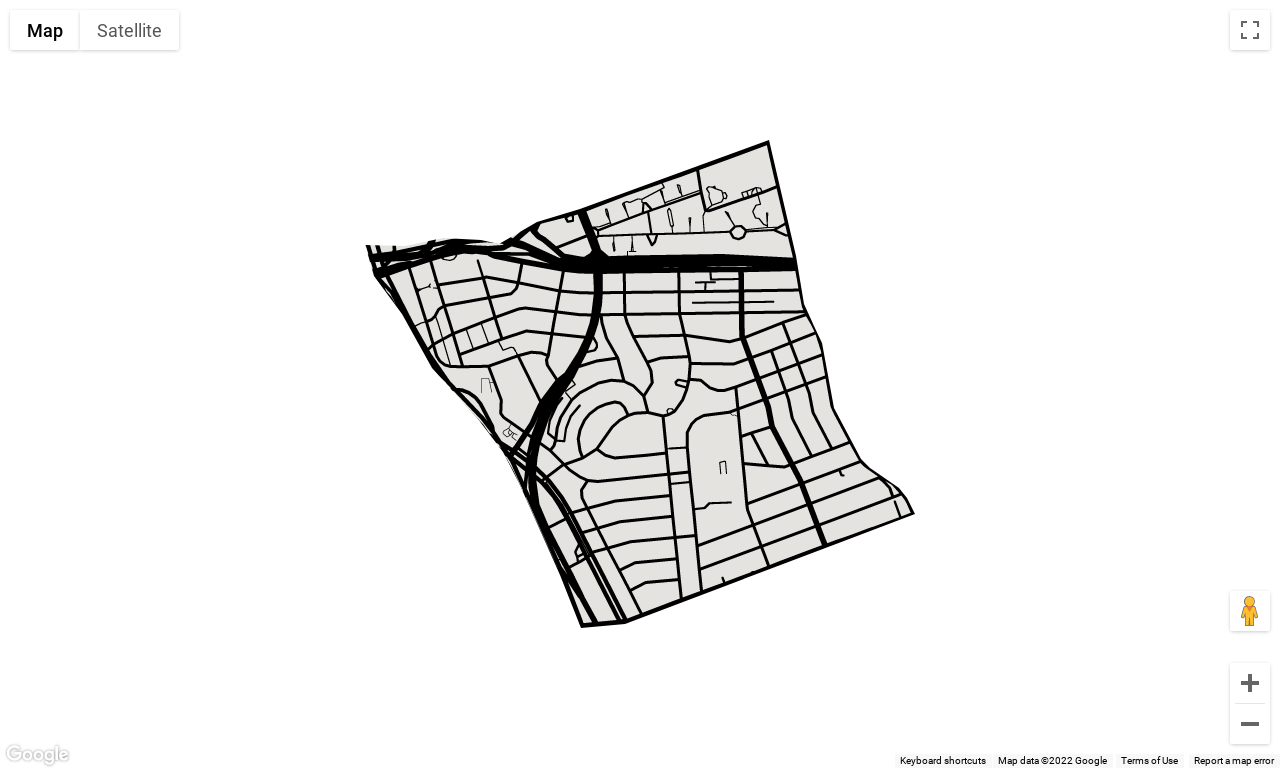 Map Satellite
Google
Keyboard shortcuts Map data ©2022 Google Terms of Use Report a map error